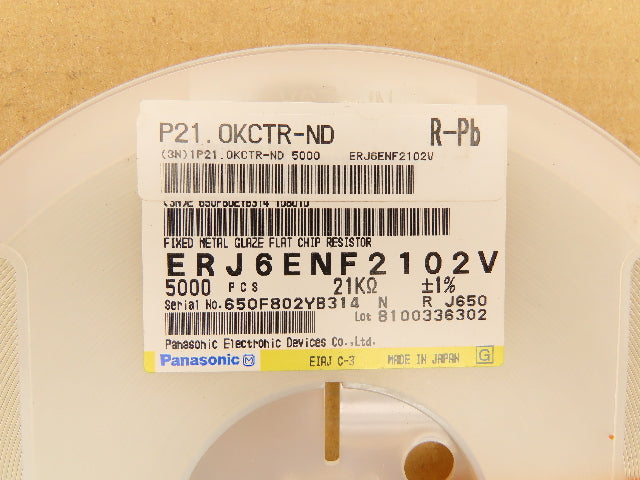 P21.0KCTR-ND R-Pb
(3N)1P21.0KCTR-ND 5000 ERJ6ENF2102V
FIXED METAL GLAZE FLAT CHIP RESISTOR
ERJ6ENF2102V
5000 PCS 21KΩ ±1%
Serial No.650F802YB314 N R J650
Lot 8100336302
Panasonic Electronic Devices Co.,Ltd.
Panasonic M EIAJ C-3 MADE IN JAPAN G